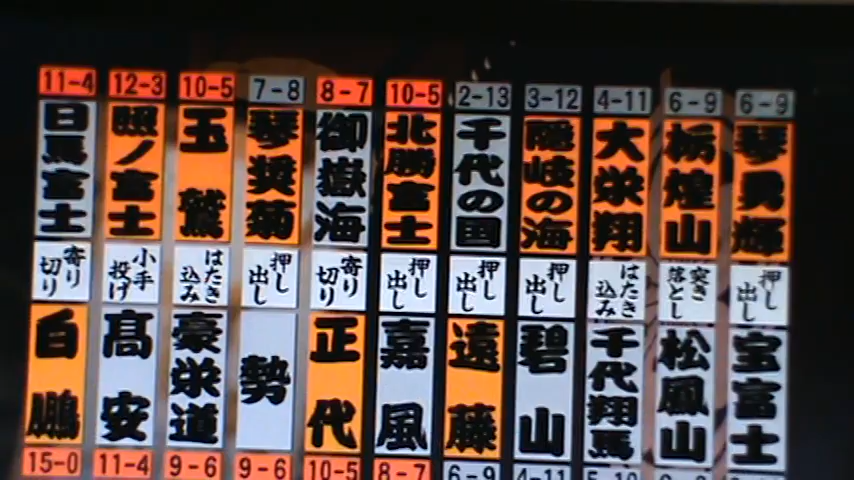 11-4 12-3 10-5 7-8 8-7 10-5 2-13 3-12 4-11 6-9 6-9
日馬富士 照ノ富士 玉鷲 琴奨菊 御嶽海 北勝富士 千代の国 隠岐の海 大栄翔 栃煌山 琴勇輝
寄り切り 小手投げ はたき込み 押し出し 寄り切り 押し出し 押し出し 押し出し はたき込み 突き落とし 押し出し
白鵬 髙安 豪栄道 勢 正代 嘉風 遠藤 碧山 千代翔馬 松鳳山 宝富士
15-0 11-4 9-6 9-6 10-5 8-7 6-9 4-11 5-10